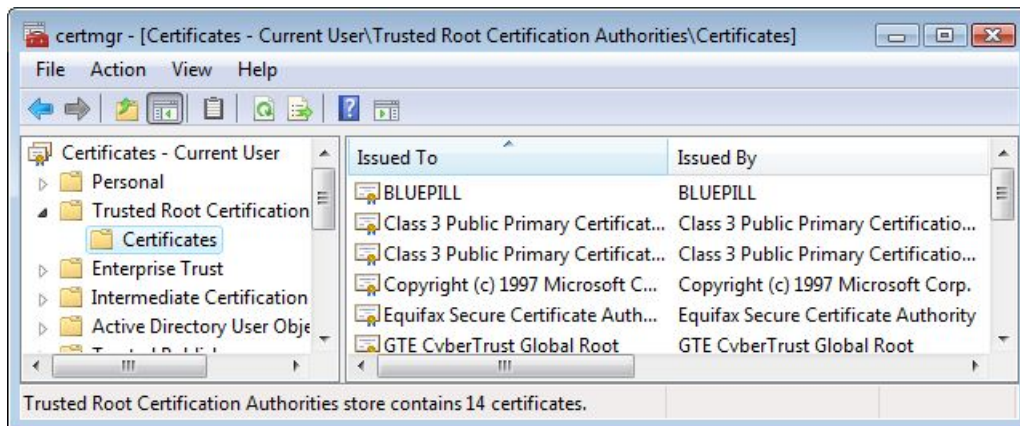 certmgr - [Certificates - Current User\Trusted Root Certification Authorities\Certificates]
File Action View Help
Certificates - Current User
Personal
Trusted Root Certification
Certificates
Enterprise Trust
Intermediate Certification
Active Directory User Obje
Issued To Issued By
BLUEPILL BLUEPILL
Class 3 Public Primary Certificat... Class 3 Public Primary Certificatio...
Class 3 Public Primary Certificat... Class 3 Public Primary Certificatio...
Copyright (c) 1997 Microsoft C... Copyright (c) 1997 Microsoft Corp.
Equifax Secure Certificate Auth... Equifax Secure Certificate Authority
GTE CyberTrust Global Root GTE CyberTrust Global Root
Trusted Root Certification Authorities store contains 14 certificates.